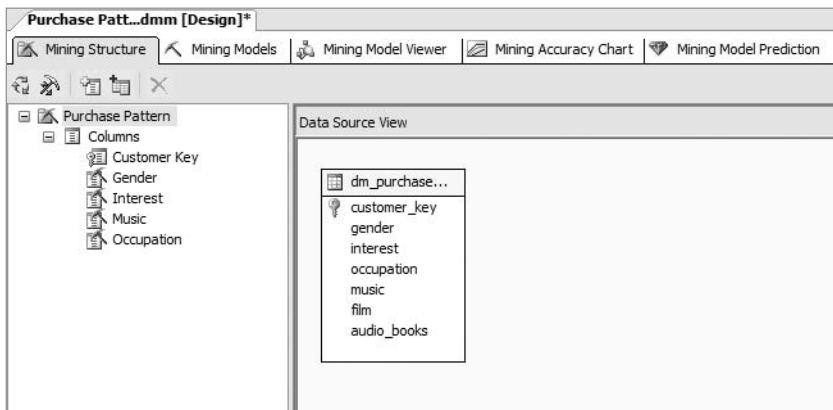 Purchase Patt...dmm [Design]*
Mining Structure Mining Models Mining Model Viewer Mining Accuracy Chart Mining Model Prediction
Purchase Pattern
Columns
Customer Key
Gender
Interest
Music
Occupation
Data Source View
dm_purchase...
customer_key
gender
interest
occupation
music
film
audio_books